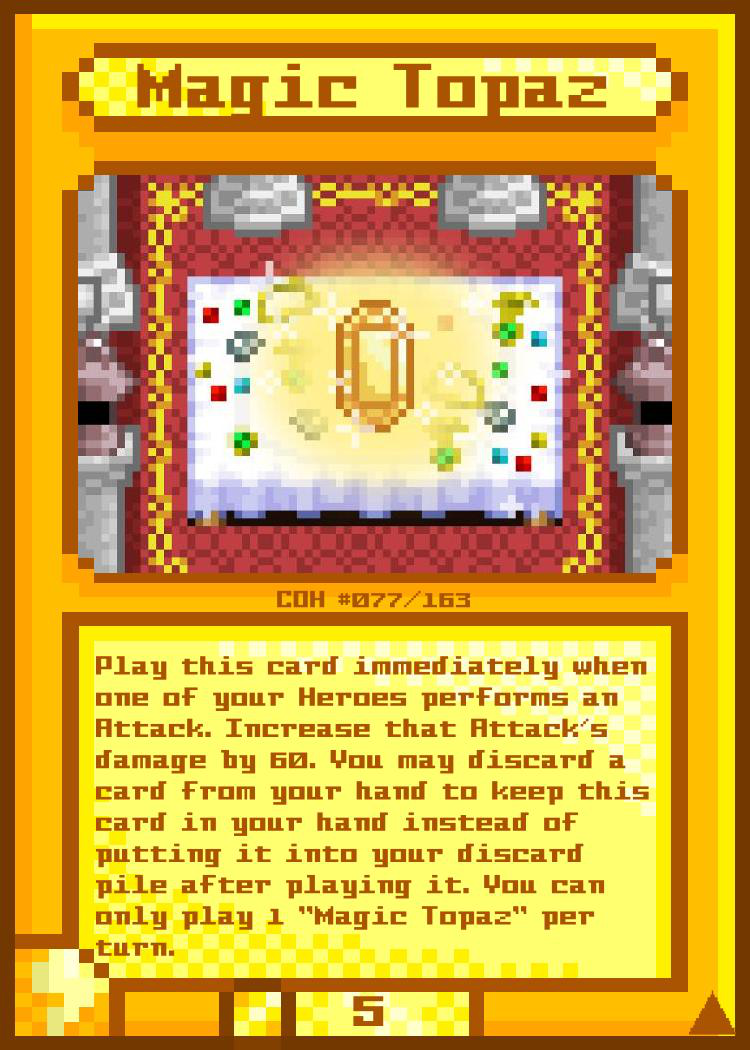 Magic Topaz
COH #077/163
Play this card immediately when
one of your Heroes performs an
Attack. Increase that Attack's
damage by 60. You may discard a
card from your hand to keep this
card in your hand instead of
putting it into your discard
pile after playing it. You can
only play 1 "Magic Topaz" per
turn.
5